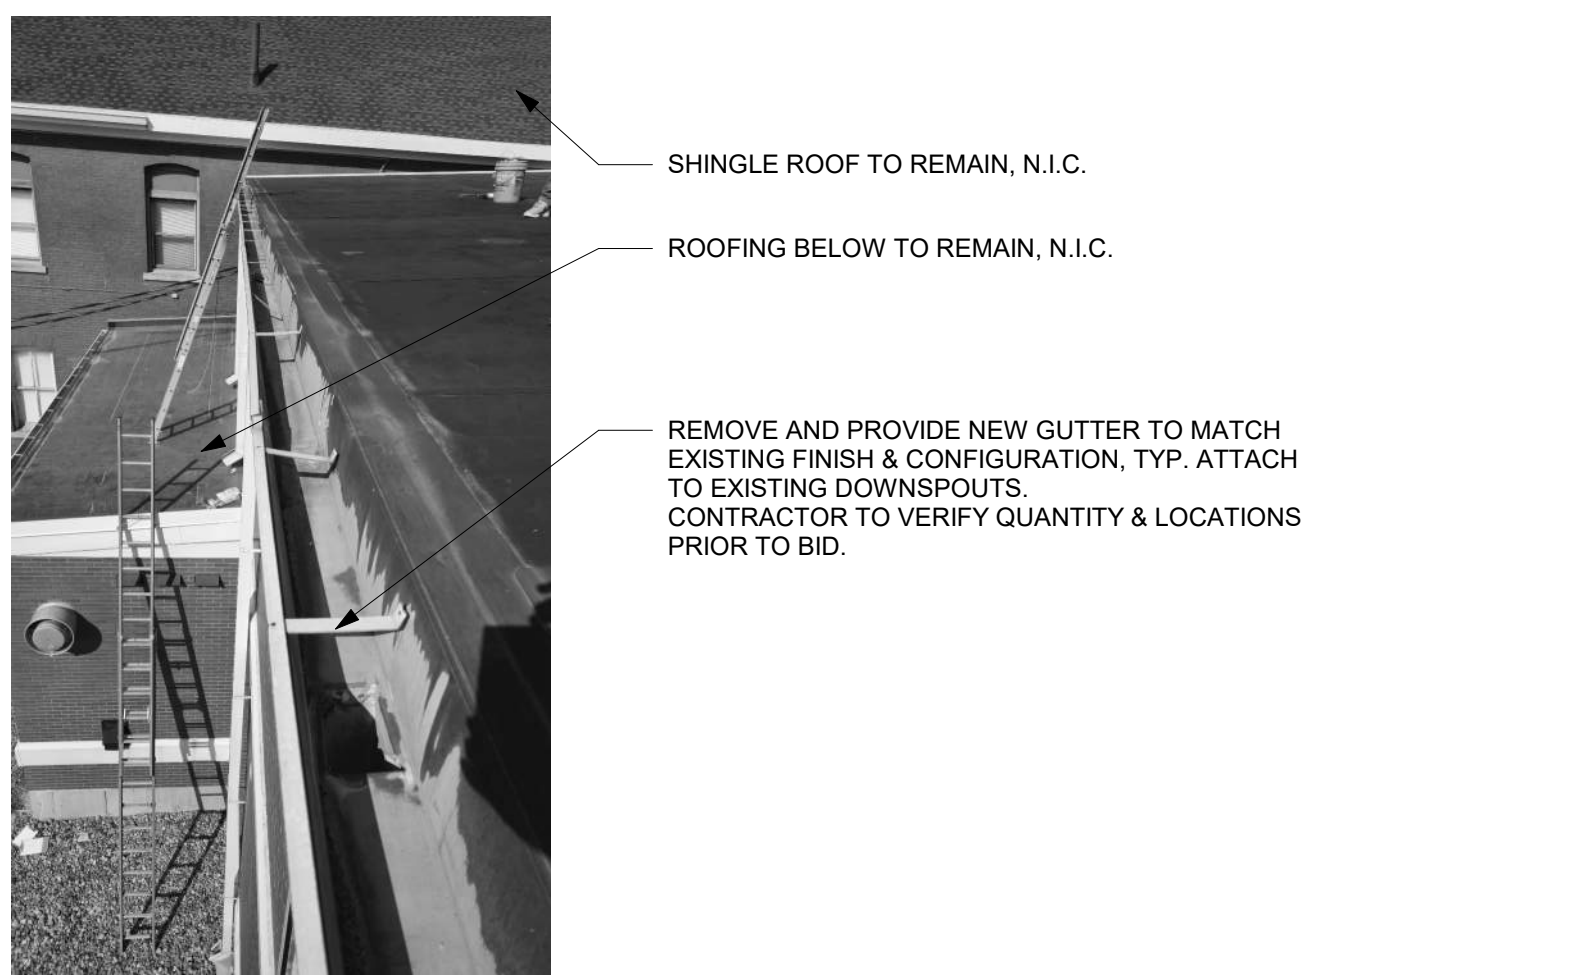 SHINGLE ROOF TO REMAIN, N.I.C.
ROOFING BELOW TO REMAIN, N.I.C.
REMOVE AND PROVIDE NEW GUTTER TO MATCH
EXISTING FINISH & CONFIGURATION, TYP. ATTACH
TO EXISTING DOWNSPOUTS.
CONTRACTOR TO VERIFY QUANTITY & LOCATIONS
PRIOR TO BID.